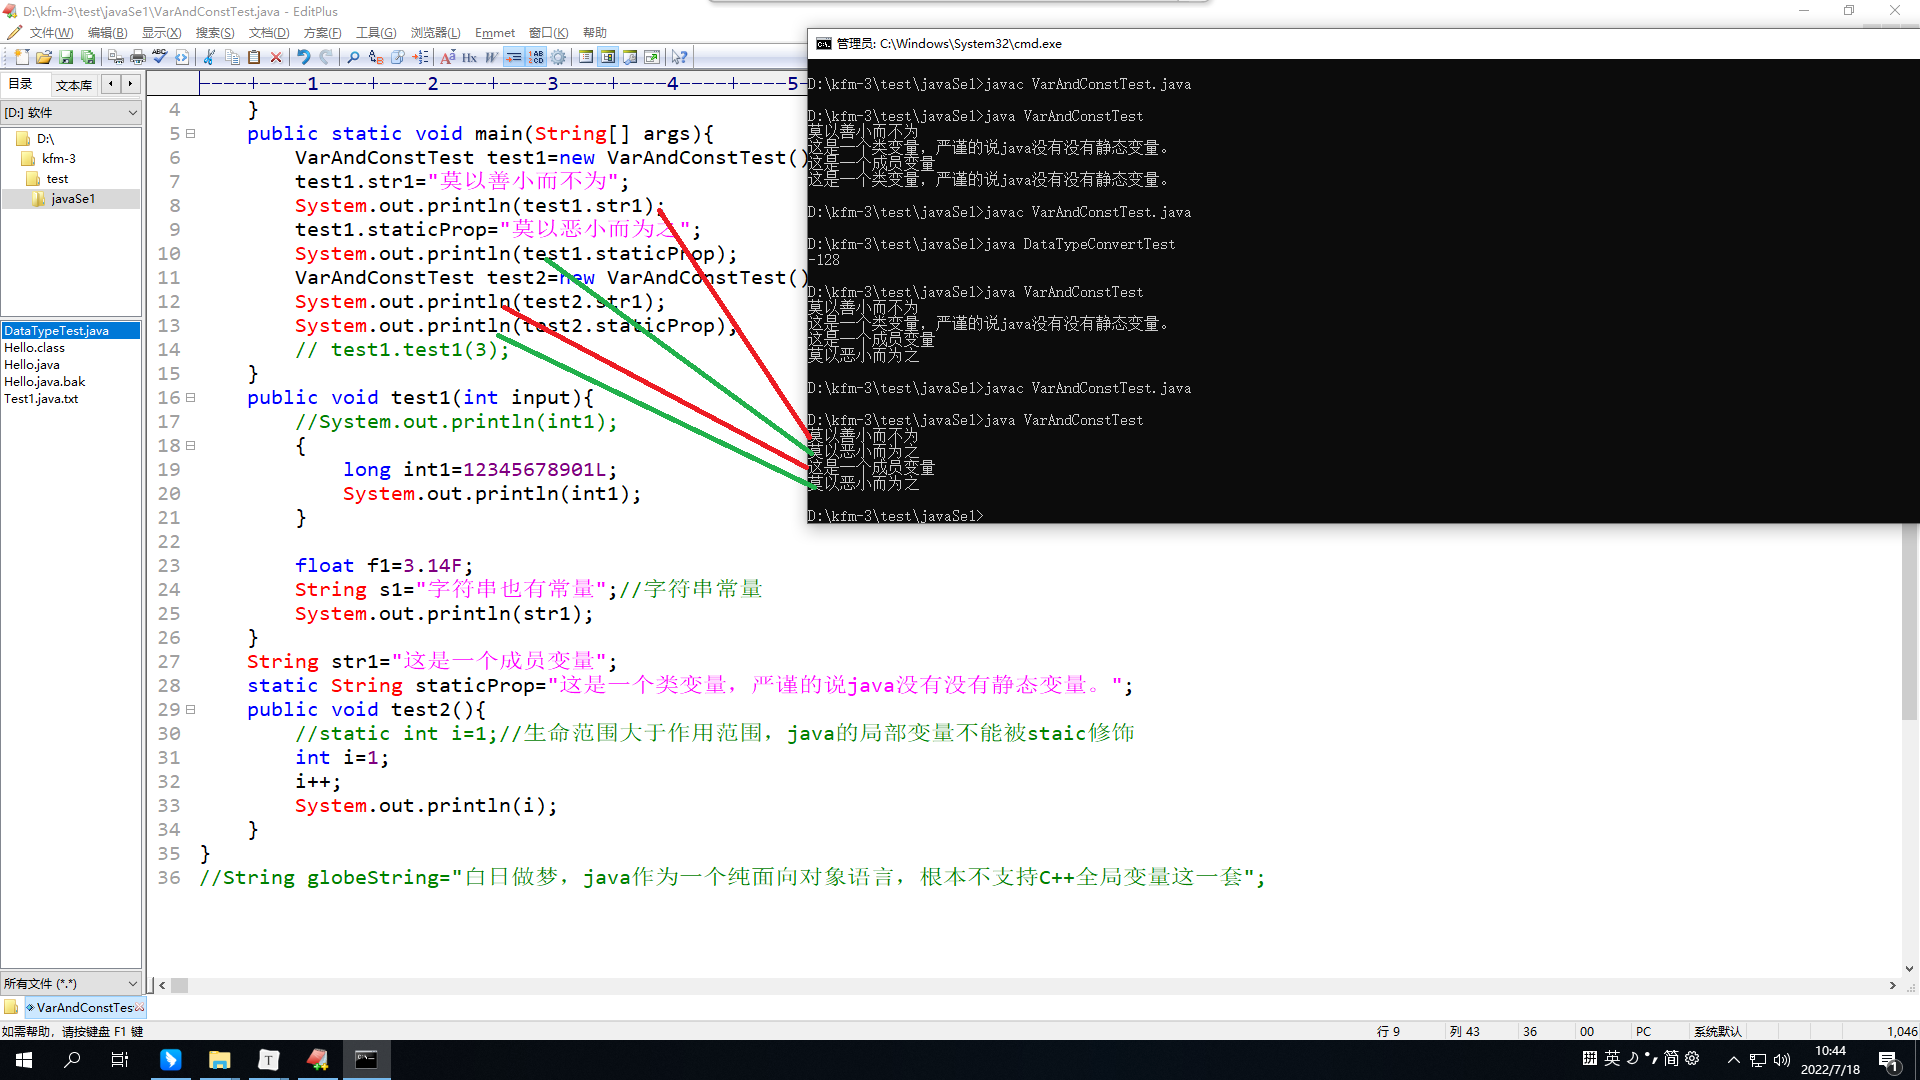 D:\kfm-3\test\javaSe1\VarAndConstTest.java - EditPlus
文件(W) 编辑(B) 显示(X) 搜索(S) 文档(D) 方案(F) 工具(G) 浏览器(L) Emmet 窗口(K) 帮助
目录 文本库
[D:] 软件
D:\
kfm-3
test
javaSe1
DataTypeTest.java
Hello.class
Hello.java
Hello.java.bak
Test1.java.txt
所有文件 (*.*)
----+----1----+----2----+----3----+----4----+----5-
4 }
5 public static void main(String[] args){
6 VarAndConstTest test1=new VarAndConstTest()
7 test1.str1="莫以善小而不为";
8 System.out.println(test1.str1);
9 test1.staticProp="莫以恶小而为之";
10 System.out.println(test1.staticProp);
11 VarAndConstTest test2=new VarAndConstTest()
12 System.out.println(test2.str1);
13 System.out.println(test2.staticProp);
14 // test1.test1(3);
15 }
16 public void test1(int input){
17 //System.out.println(int1);
18 {
19 long int1=12345678901L;
20 System.out.println(int1);
21 }
22
23 float f1=3.14F;
24 String s1="字符串也有常量";//字符串常量
25 System.out.println(str1);
26 }
27 String str1="这是一个成员变量";
28 static String staticProp="这是一个类变量，严谨的说java没有没有静态变量。";
29 public void test2(){
30 //static int i=1;//生命范围大于作用范围，java的局部变量不能被staic修饰
31 int i=1;
32 i++;
33 System.out.println(i);
34 }
35 }
36 //String globeString="白日做梦，java作为一个纯面向对象语言，根本不支持C++全局变量这一套";
管理员: C:\Windows\System32\cmd.exe
D:\kfm-3\test\javaSe1>javac VarAndConstTest.java
D:\kfm-3\test\javaSe1>java VarAndConstTest
莫以善小而不为
这是一个类变量，严谨的说java没有没有静态变量。
这是一个成员变量
这是一个类变量，严谨的说java没有没有静态变量。
D:\kfm-3\test\javaSe1>javac VarAndConstTest.java
D:\kfm-3\test\javaSe1>java DataTypeConvertTest
-128
D:\kfm-3\test\javaSe1>java VarAndConstTest
莫以善小而不为
这是一个类变量，严谨的说java没有没有静态变量。
这是一个成员变量
莫以恶小而为之
D:\kfm-3\test\javaSe1>javac VarAndConstTest.java
D:\kfm-3\test\javaSe1>java VarAndConstTest
莫以善小而不为
莫以恶小而为之
这是一个成员变量
莫以恶小而为之
D:\kfm-3\test\javaSe1>
VarAndConstTes
如需帮助，请按键盘 F1 键 行 9 列 43 36 00 PC 系统默认 1,046
拼 英 简
10:44
2022/7/18
1